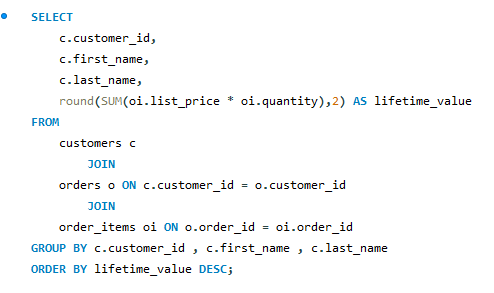 SELECT
c.customer_id,
c.first_name,
c.last_name,
round(SUM(oi.list_price * oi.quantity),2) AS lifetime_value
FROM
customers c
JOIN
orders o ON c.customer_id = o.customer_id
JOIN
order_items oi ON o.order_id = oi.order_id
GROUP BY c.customer_id , c.first_name , c.last_name
ORDER BY lifetime_value DESC;